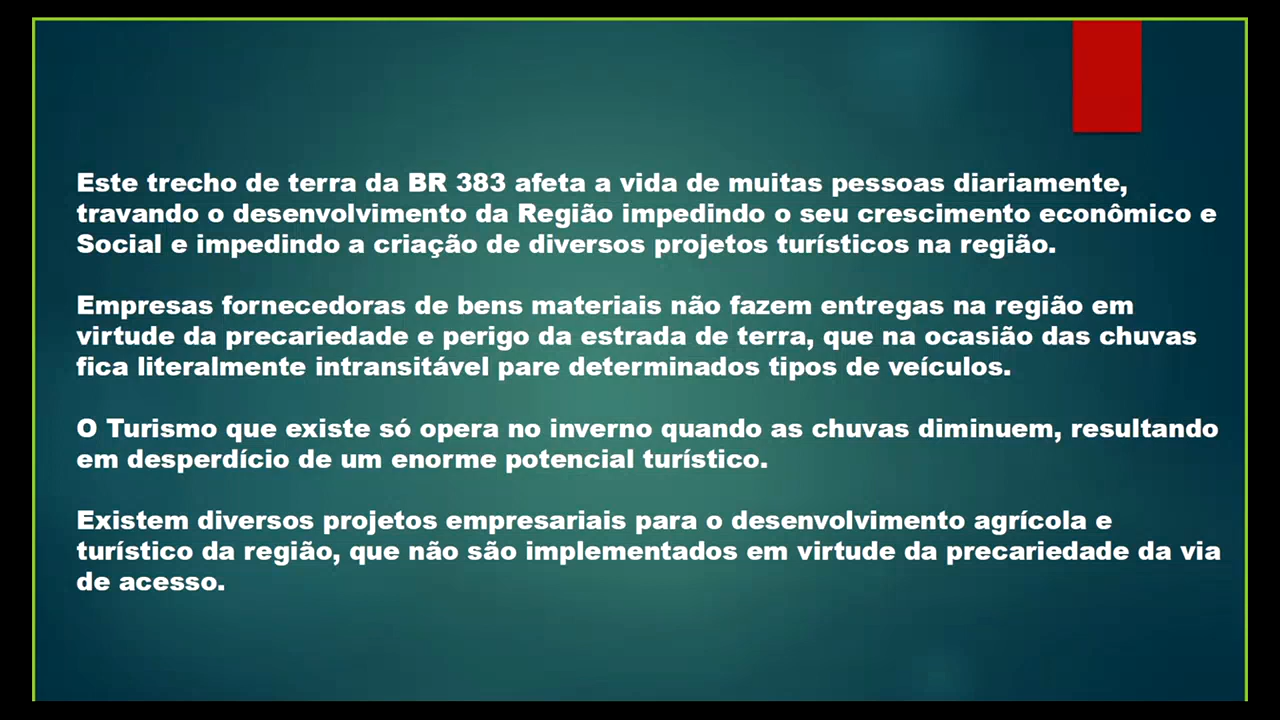 Este trecho de terra da BR 383 afeta a vida de muitas pessoas diariamente,
travando o desenvolvimento da Região impedindo o seu crescimento econômico e
Social e impedindo a criação de diversos projetos turísticos na região.
Empresas fornecedoras de bens materiais não fazem entregas na região em
virtude da precariedade e perigo da estrada de terra, que na ocasião das chuvas
fica literalmente intransitável pare determinados tipos de veículos.
O Turismo que existe só opera no inverno quando as chuvas diminuem, resultando
em desperdício de um enorme potencial turístico.
Existem diversos projetos empresariais para o desenvolvimento agrícola e
turístico da região, que não são implementados em virtude da precariedade da via
de acesso.